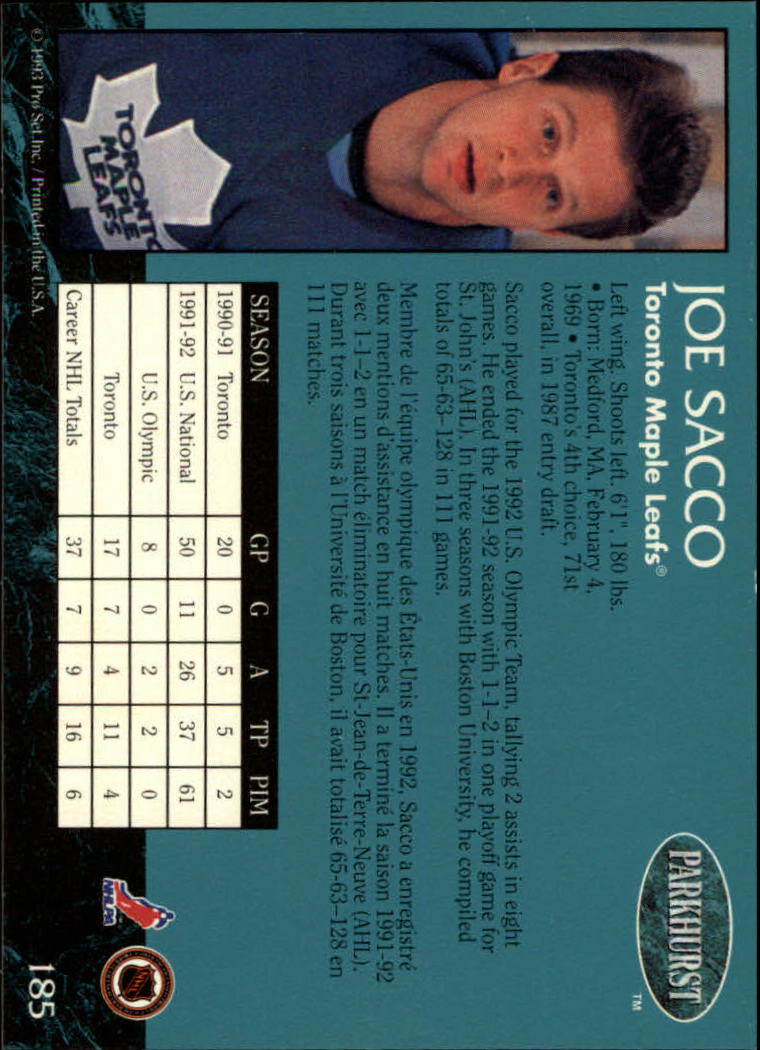 JOE SACCO
Toronto Maple Leafs®
Left wing. Shoots left. 6'1", 180 lbs.
• Born: Medford, MA, February 4,
1969 • Toronto's 4th choice, 71st
overall, in 1987 entry draft.
PARKHURST
TM
TORONTO
MAPLE
LEAFS
Sacco played for the 1992 U.S. Olympic Team, tallying 2 assists in eight
games. He ended the 1991-92 season with 1-1–2 in one playoff game for
St. John's (AHL). In three seasons with Boston University, he compiled
totals of 65-63–128 in 111 games.
Membre de l'équipe olympique des États-Unis en 1992, Sacco a enregistré
deux mentions d'assistance en huit matches. Il a terminé la saison 1991-92
avec 1-1–2 en un match éliminatoire pour St-Jean-de-Terre-Neuve (AHL).
Durant trois saisons à l'Université de Boston, il avait totalisé 65-63–128 en
111 matches.
SEASON GP G A TP PIM
1990-91 Toronto 20 0 5 5 2
1991-92 U.S. National 50 11 26 37 61
U.S. Olympic 8 0 2 2 0
Toronto 17 7 4 11 4
Career NHL Totals 37 7 9 16 6
NHLPA
NHL
185
© 1993 Pro Set Inc. / Printed in the U.S.A.